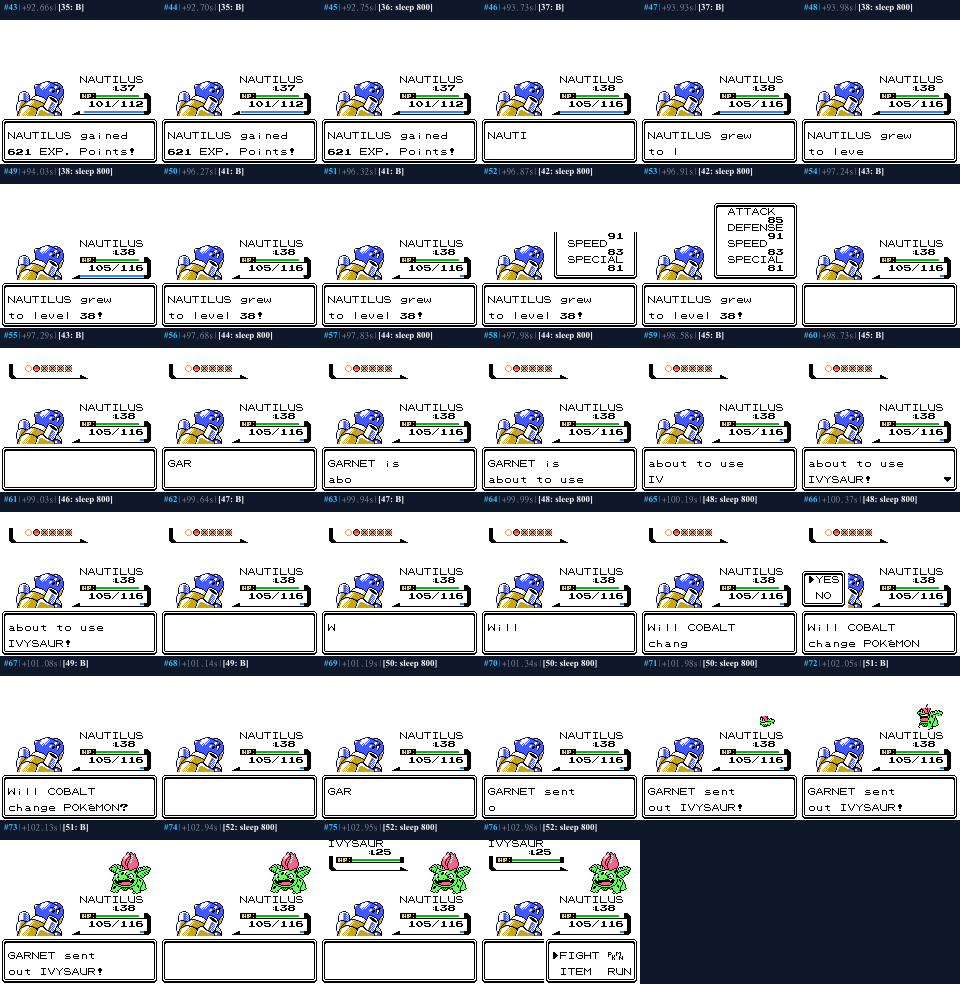 #43| +92.66s| [35: B]
#44| +92.70s| [35: B]
#45| +92.75s| [36: sleep 800]
#46| +93.73s| [37: B]
#47| +93.93s| [37: B]
#48| +93.98s| [38: sleep 800]
NAUTILUS
:L37
HP:
101/112
NAUTILUS gained
621 EXP. Points!
NAUTILUS
:L37
HP:
101/112
NAUTILUS gained
621 EXP. Points!
NAUTILUS
:L37
HP:
101/112
NAUTILUS gained
621 EXP. Points!
NAUTILUS
:L38
HP:
105/116
NAUTI
NAUTILUS
:L38
HP:
105/116
NAUTILUS grew
to l
NAUTILUS
:L38
HP:
105/116
NAUTILUS grew
to leve
#49| +94.03s| [38: sleep 800]
#50| +96.27s| [41: B]
#51| +96.32s| [41: B]
#52| +96.87s| [42: sleep 800]
#53| +96.91s| [42: sleep 800]
#54| +97.24s| [43: B]
NAUTILUS
:L38
HP:
105/116
NAUTILUS grew
to level 38!
NAUTILUS
:L38
HP:
105/116
NAUTILUS grew
to level 38!
NAUTILUS
:L38
HP:
105/116
NAUTILUS grew
to level 38!
91
SPEED
83
SPECIAL
81
NAUTILUS grew
to level 38!
ATTACK
85
DEFENSE
91
SPEED
83
SPECIAL
81
NAUTILUS grew
to level 38!
NAUTILUS
:L38
HP:
105/116
#55| +97.29s| [43: B]
#56| +97.68s| [44: sleep 800]
#57| +97.83s| [44: sleep 800]
#58| +97.98s| [44: sleep 800]
#59| +98.58s| [45: B]
#60| +98.73s| [45: B]
NAUTILUS
:L38
HP:
105/116
NAUTILUS
:L38
HP:
105/116
GAR
NAUTILUS
:L38
HP:
105/116
GARNET is
abo
NAUTILUS
:L38
HP:
105/116
GARNET is
about to use
NAUTILUS
:L38
HP:
105/116
about to use
IV
NAUTILUS
:L38
HP:
105/116
about to use
IVYSAUR!
#61| +99.03s| [46: sleep 800]
#62| +99.64s| [47: B]
#63| +99.94s| [47: B]
#64| +99.99s| [48: sleep 800]
#65| +100.19s| [48: sleep 800]
#66| +100.37s| [48: sleep 800]
NAUTILUS
:L38
HP:
105/116
about to use
IVYSAUR!
NAUTILUS
:L38
HP:
105/116
NAUTILUS
:L38
HP:
105/116
W
NAUTILUS
:L38
HP:
105/116
Will
NAUTILUS
:L38
HP:
105/116
Will COBALT
chang
NAUTILUS
:L38
HP:
105/116
YES
NO
Will COBALT
change POKéMON
#67| +101.08s| [49: B]
#68| +101.14s| [49: B]
#69| +101.19s| [50: sleep 800]
#70| +101.34s| [50: sleep 800]
#71| +101.98s| [50: sleep 800]
#72| +102.05s| [51: B]
NAUTILUS
:L38
HP:
105/116
Will COBALT
change POKéMON?
NAUTILUS
:L38
HP:
105/116
NAUTILUS
:L38
HP:
105/116
GAR
NAUTILUS
:L38
HP:
105/116
GARNET sent
o
NAUTILUS
:L38
HP:
105/116
GARNET sent
out IVYSAUR!
NAUTILUS
:L38
HP:
105/116
GARNET sent
out IVYSAUR!
#73| +102.13s| [51: B]
#74| +102.94s| [52: sleep 800]
#75| +102.95s| [52: sleep 800]
#76| +102.98s| [52: sleep 800]
NAUTILUS
:L38
HP:
105/116
GARNET sent
out IVYSAUR!
NAUTILUS
:L38
HP:
105/116
IVYSAUR
:L25
HP:
NAUTILUS
:L38
HP:
105/116
IVYSAUR
:L25
HP:
NAUTILUS
:L38
HP:
105/116
FIGHT PKMN
ITEM RUN